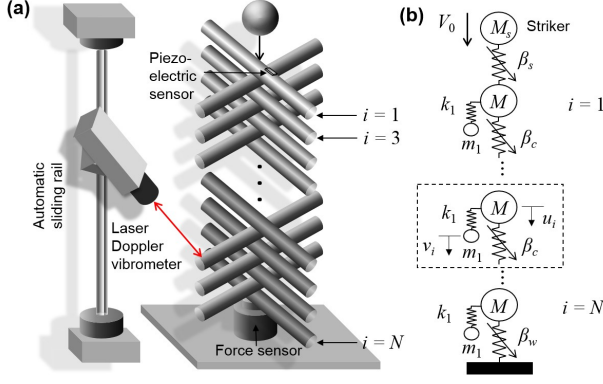 (a)
Piezo-
electric
sensor
i = 1
i = 3
Automatic
sliding rail
Laser
Doppler
vibrometer
Force sensor
i = N
(b)
V0
Ms
Striker
βs
k1
M
i = 1
m1
βc
k1
M
ui
vi
m1
βc
k1
M
i = N
m1
βw